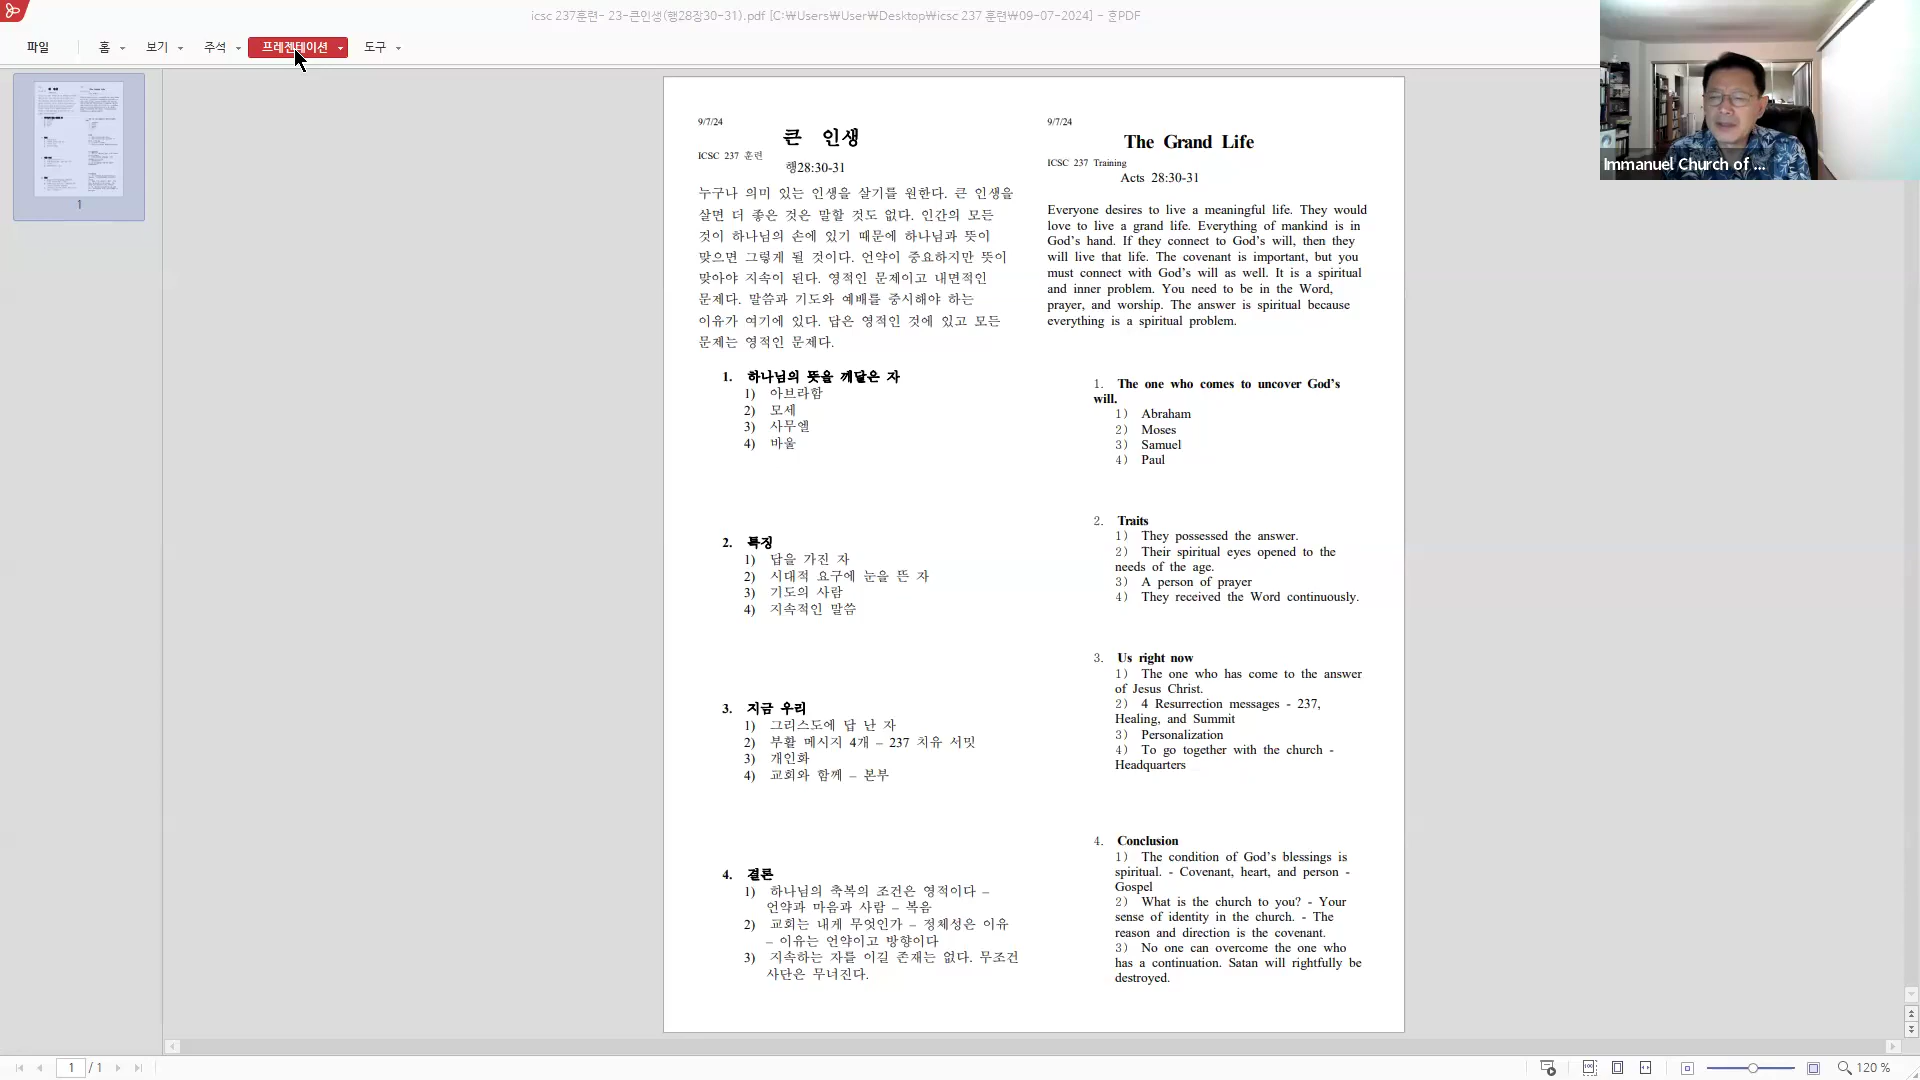 icsc 237훈련- 23-큰인생(행28장30-31).pdf [C:₩Users₩User₩Desktop₩icsc 237 훈련₩09-07-2024] - 훈PDF
파일
홈
보기
주석
프레젠테이션
도구
Immanuel Church of ...
1
9/7/24
큰 인생
ICSC 237 훈련
행28:30-31
누구나 의미 있는 인생을 살기를 원한다. 큰 인생을
살면 더 좋은 것은 말할 것도 없다. 인간의 모든
것이 하나님의 손에 있기 때문에 하나님과 뜻이
맞으면 그렇게 될 것이다. 언약이 중요하지만 뜻이
맞아야 지속이 된다. 영적인 문제이고 내면적인
문제다. 말씀과 기도와 예배를 중시해야 하는
이유가 여기에 있다. 답은 영적인 것에 있고 모든
문제는 영적인 문제다.
1. 하나님의 뜻을 깨달은 자
1) 아브라함
2) 모세
3) 사무엘
4) 바울
2. 특징
1) 답을 가진 자
2) 시대적 요구에 눈을 뜬 자
3) 기도의 사람
4) 지속적인 말씀
3. 지금 우리
1) 그리스도에 답 난 자
2) 부활 메시지 4개 – 237 치유 서밋
3) 개인화
4) 교회와 함께 – 본부
4. 결론
1) 하나님의 축복의 조건은 영적이다 –
언약과 마음과 사람 – 복음
2) 교회는 내게 무엇인가 – 정체성은 이유
– 이유는 언약이고 방향이다
3) 지속하는 자를 이길 존재는 없다. 무조건
사단은 무너진다.
9/7/24
The Grand Life
ICSC 237 Training
Acts 28:30-31
Everyone desires to live a meaningful life. They would
love to live a grand life. Everything of mankind is in
God's hand. If they connect to God's will, then they
will live that life. The covenant is important, but you
must connect with God's will as well. It is a spiritual
and inner problem. You need to be in the Word,
prayer, and worship. The answer is spiritual because
everything is a spiritual problem.
1. The one who comes to uncover God's
will.
1) Abraham
2) Moses
3) Samuel
4) Paul
2. Traits
1) They possessed the answer.
2) Their spiritual eyes opened to the
needs of the age.
3) A person of prayer
4) They received the Word continuously.
3. Us right now
1) The one who has come to the answer
of Jesus Christ.
2) 4 Resurrection messages - 237,
Healing, and Summit
3) Personalization
4) To go together with the church -
Headquarters
4. Conclusion
1) The condition of God's blessings is
spiritual. - Covenant, heart, and person -
Gospel
2) What is the church to you? - Your
sense of identity in the church. - The
reason and direction is the covenant.
3) No one can overcome the one who
has a continuation. Satan will rightfully be
destroyed.
1 / 1
120 %